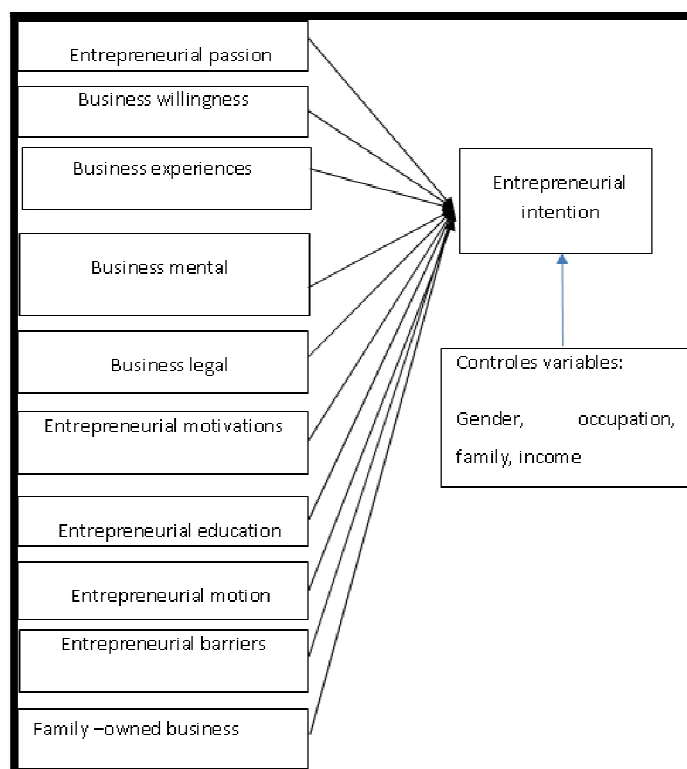 Entrepreneurial passion
Business willingness
Business experiences
Business mental
Business legal
Entrepreneurial motivations
Entrepreneurial education
Entrepreneurial motion
Entrepreneurial barriers
Family –owned business
Entrepreneurial
intention
Controles variables:
Gender, occupation,
family, income